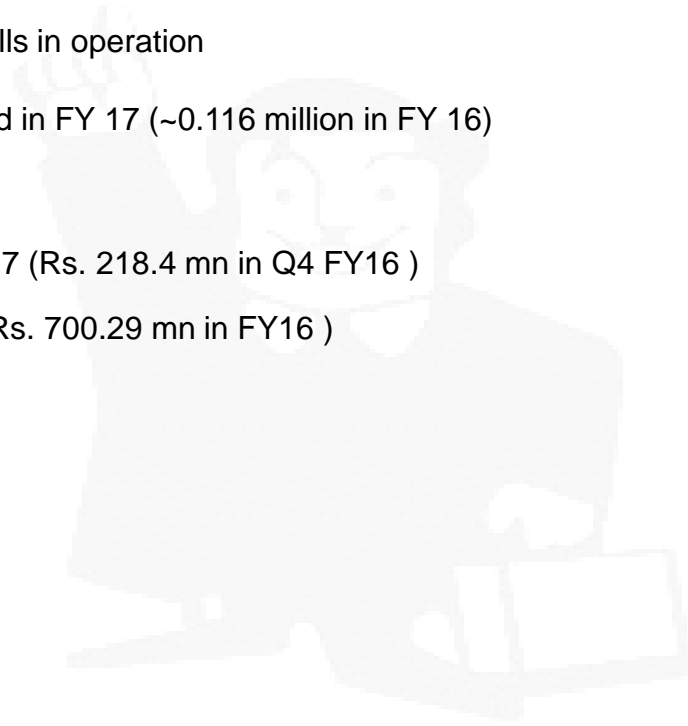 lls in operation
d in FY 17 (~0.116 million in FY 16)
7 (Rs. 218.4 mn in Q4 FY16 )
Rs. 700.29 mn in FY16 )